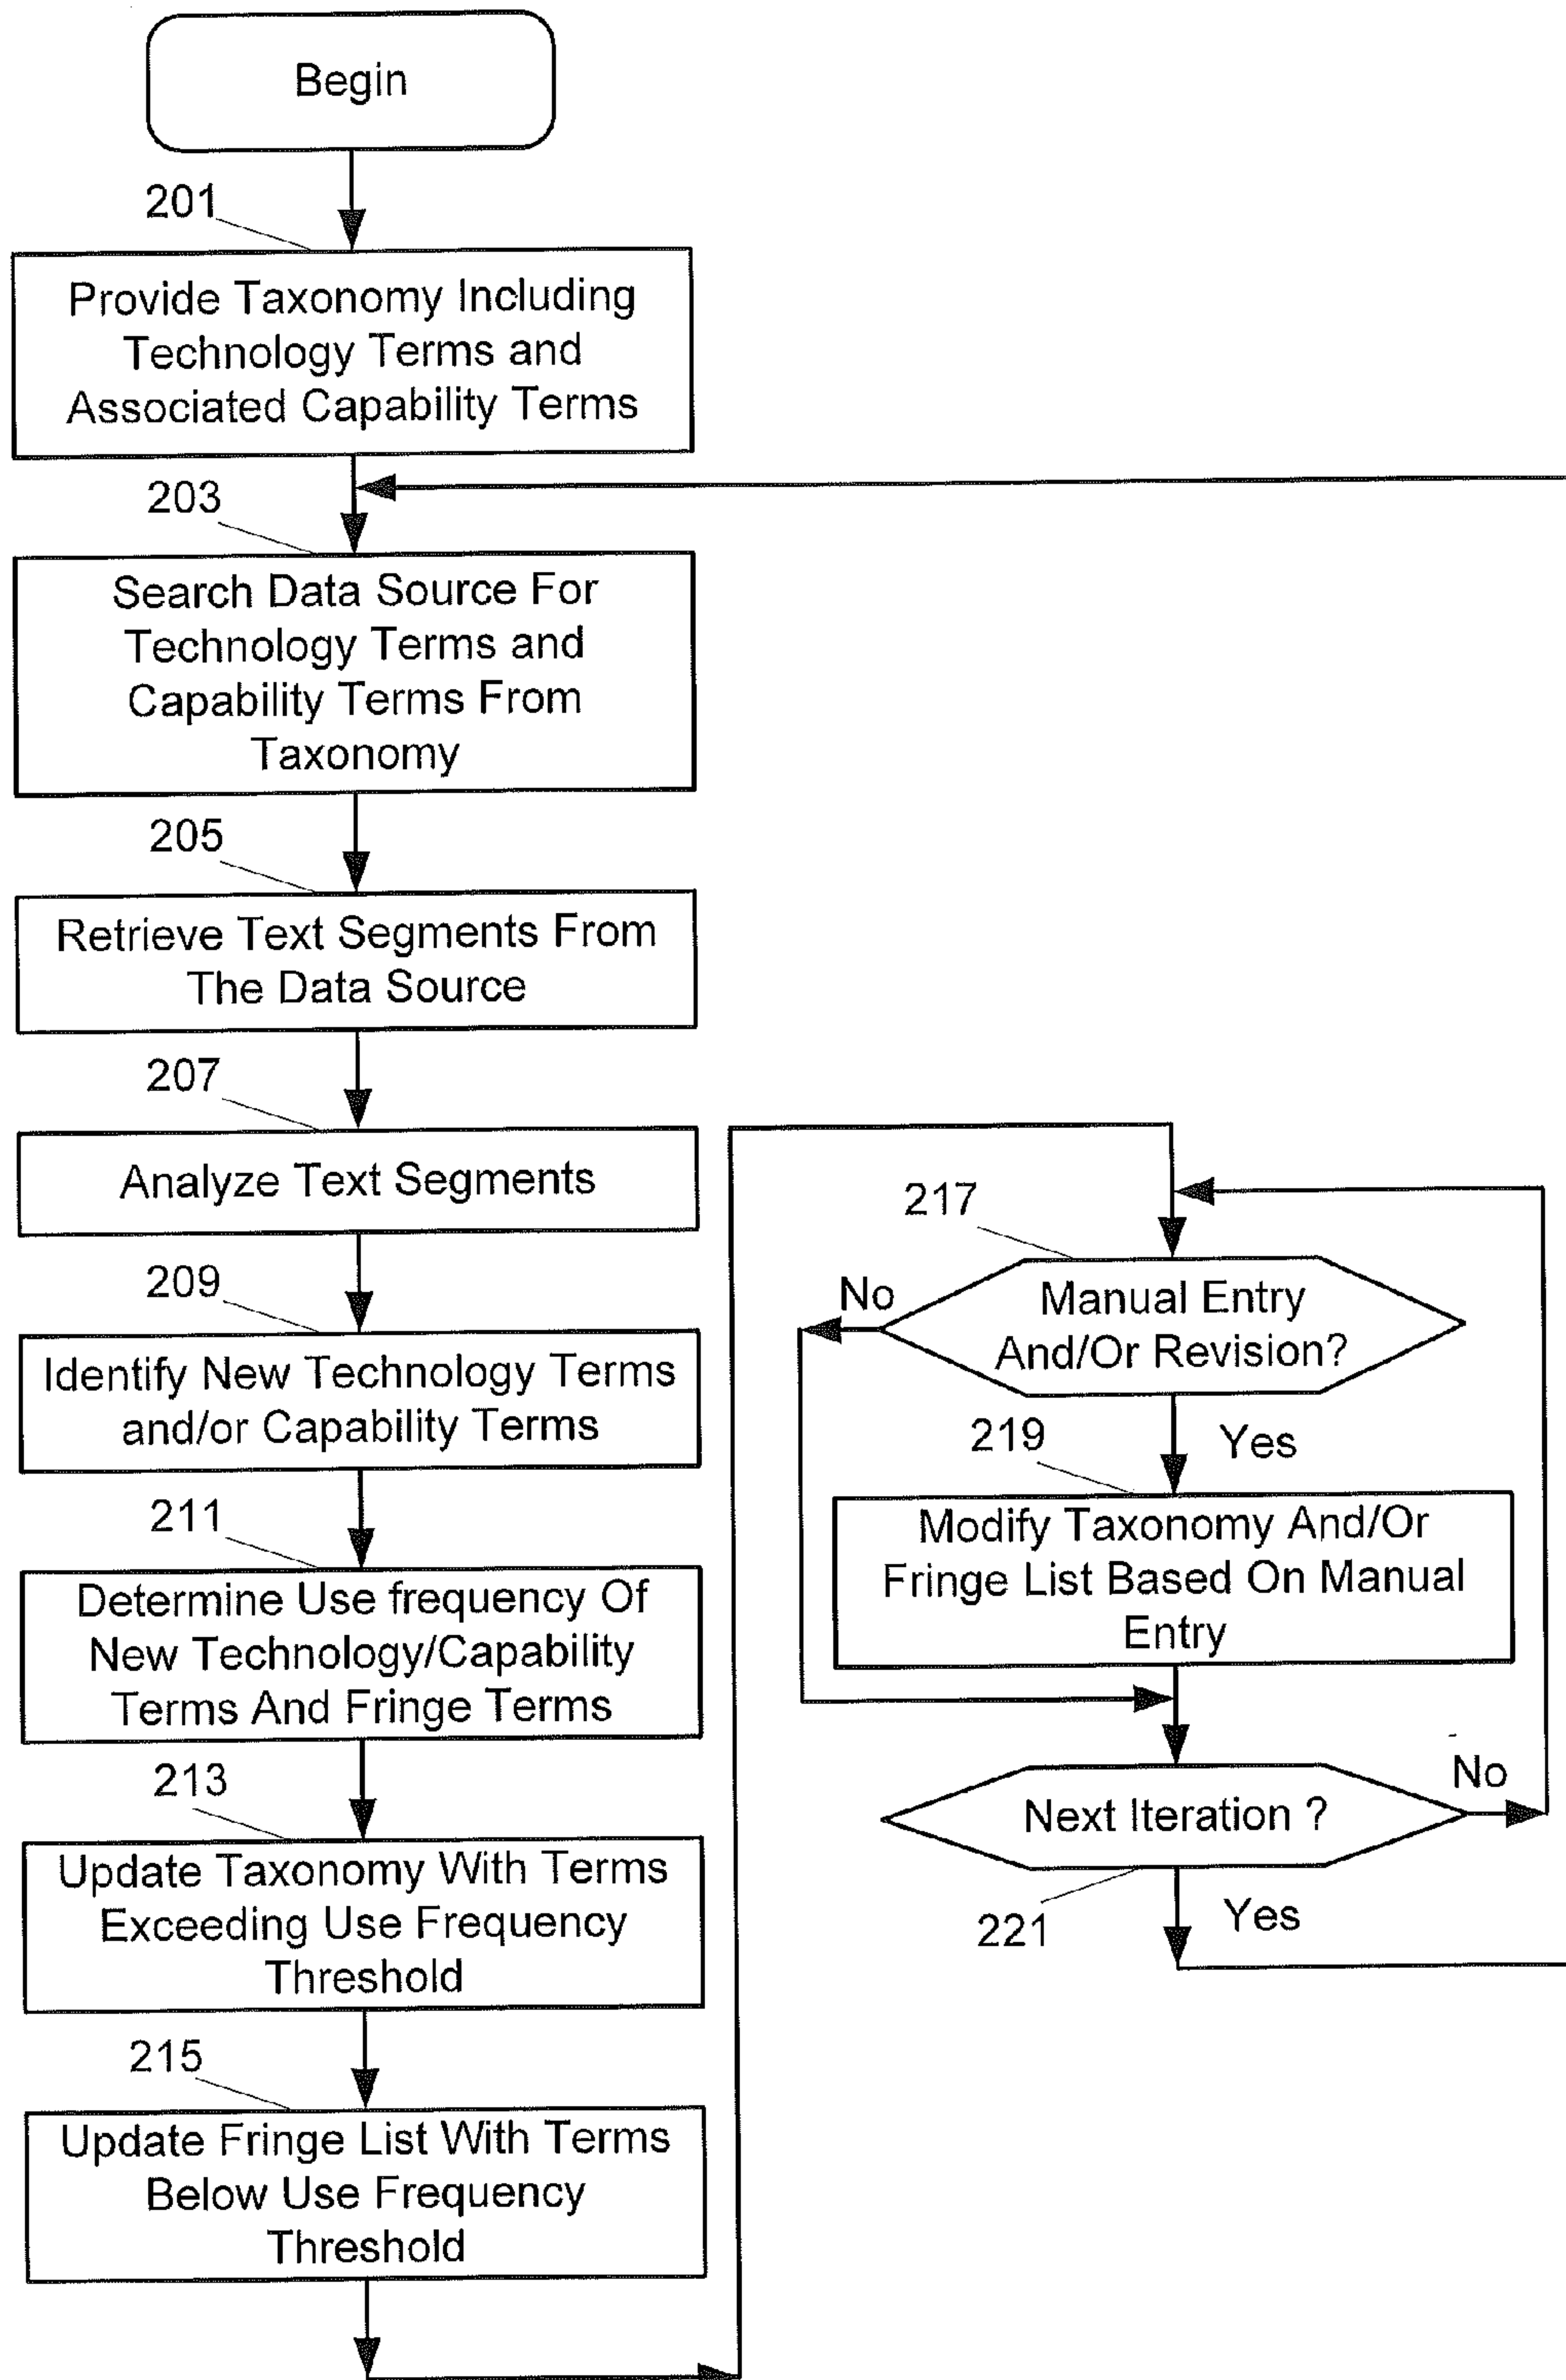 Begin
201
Provide Taxonomy Including
Technology Terms and
Associated Capability Terms
203
Search Data Source For
Technology Terms and
Capability Terms From
Taxonomy
205
Retrieve Text Segments From
The Data Source
207
Analyze Text Segments
209
Identify New Technology Terms
and/or Capability Terms
211
Determine Use frequency Of
New Technology/Capability
Terms And Fringe Terms
213
Update Taxonomy With Terms
Exceeding Use Frequency
Threshold
215
Update Fringe List With Terms
Below Use Frequency
Threshold
217
No
Manual Entry
And/Or Revision?
219
Yes
Modify Taxonomy And/Or
Fringe List Based On Manual
Entry
No
Next Iteration ?
221
Yes